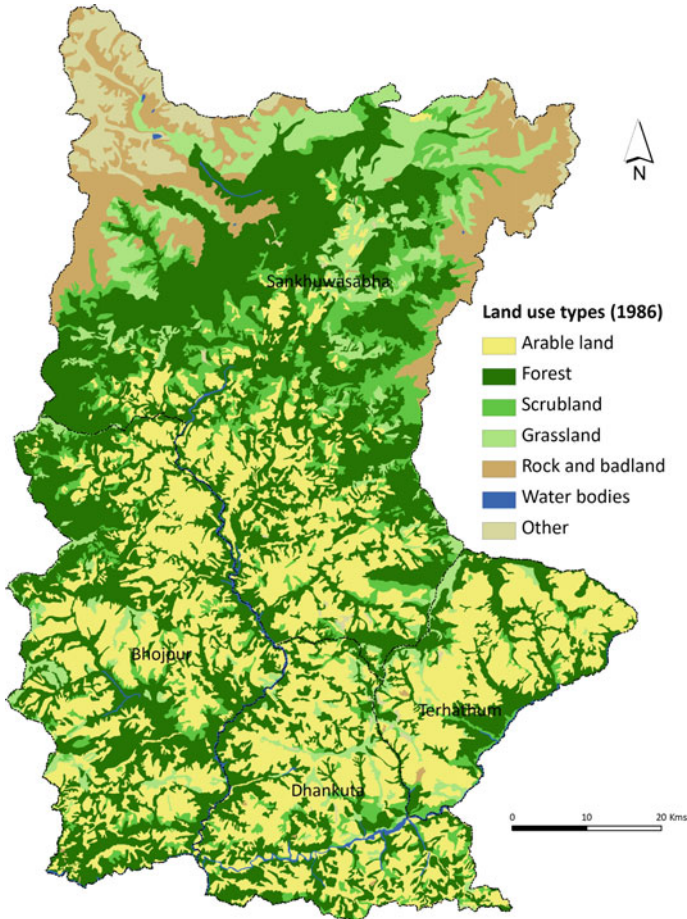 N
Sankhuwasabha
Land use types (1986)
Arable land
Forest
Scrubland
Grassland
Rock and badland
Water bodies
Other
Bhojpur
Terhathum
Dhankuta
0 10 20 Kms